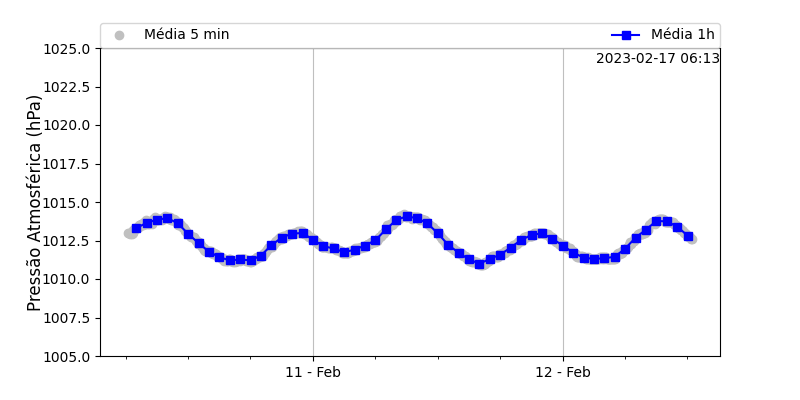 Média 5 min
Média 1h
2023-02-17 06:13
Pressão Atmosférica (hPa)
1025.0
1022.5
1020.0
1017.5
1015.0
1012.5
1010.0
1007.5
1005.0
11 - Feb
12 - Feb